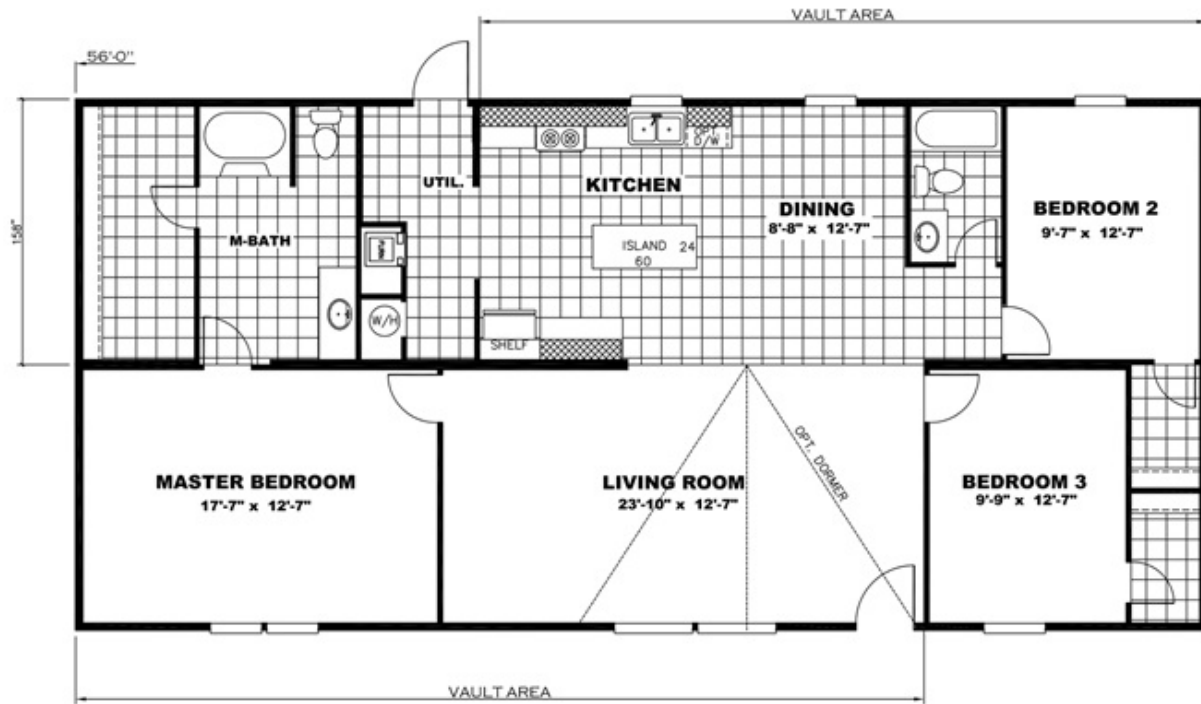 VAULT AREA
56'-0"
158"
OPT.
D/W
UTIL.
KITCHEN
DINING
8'-8" x 12'-7"
BEDROOM 2
9'-7" x 12'-7"
M-BATH
FURN
ISLAND 24
60
W/H
SHELF
OPT. DORMER
MASTER BEDROOM
17'-7" x 12'-7"
LIVING ROOM
23'-10" x 12'-7"
BEDROOM 3
9'-9" x 12'-7"
VAULT AREA